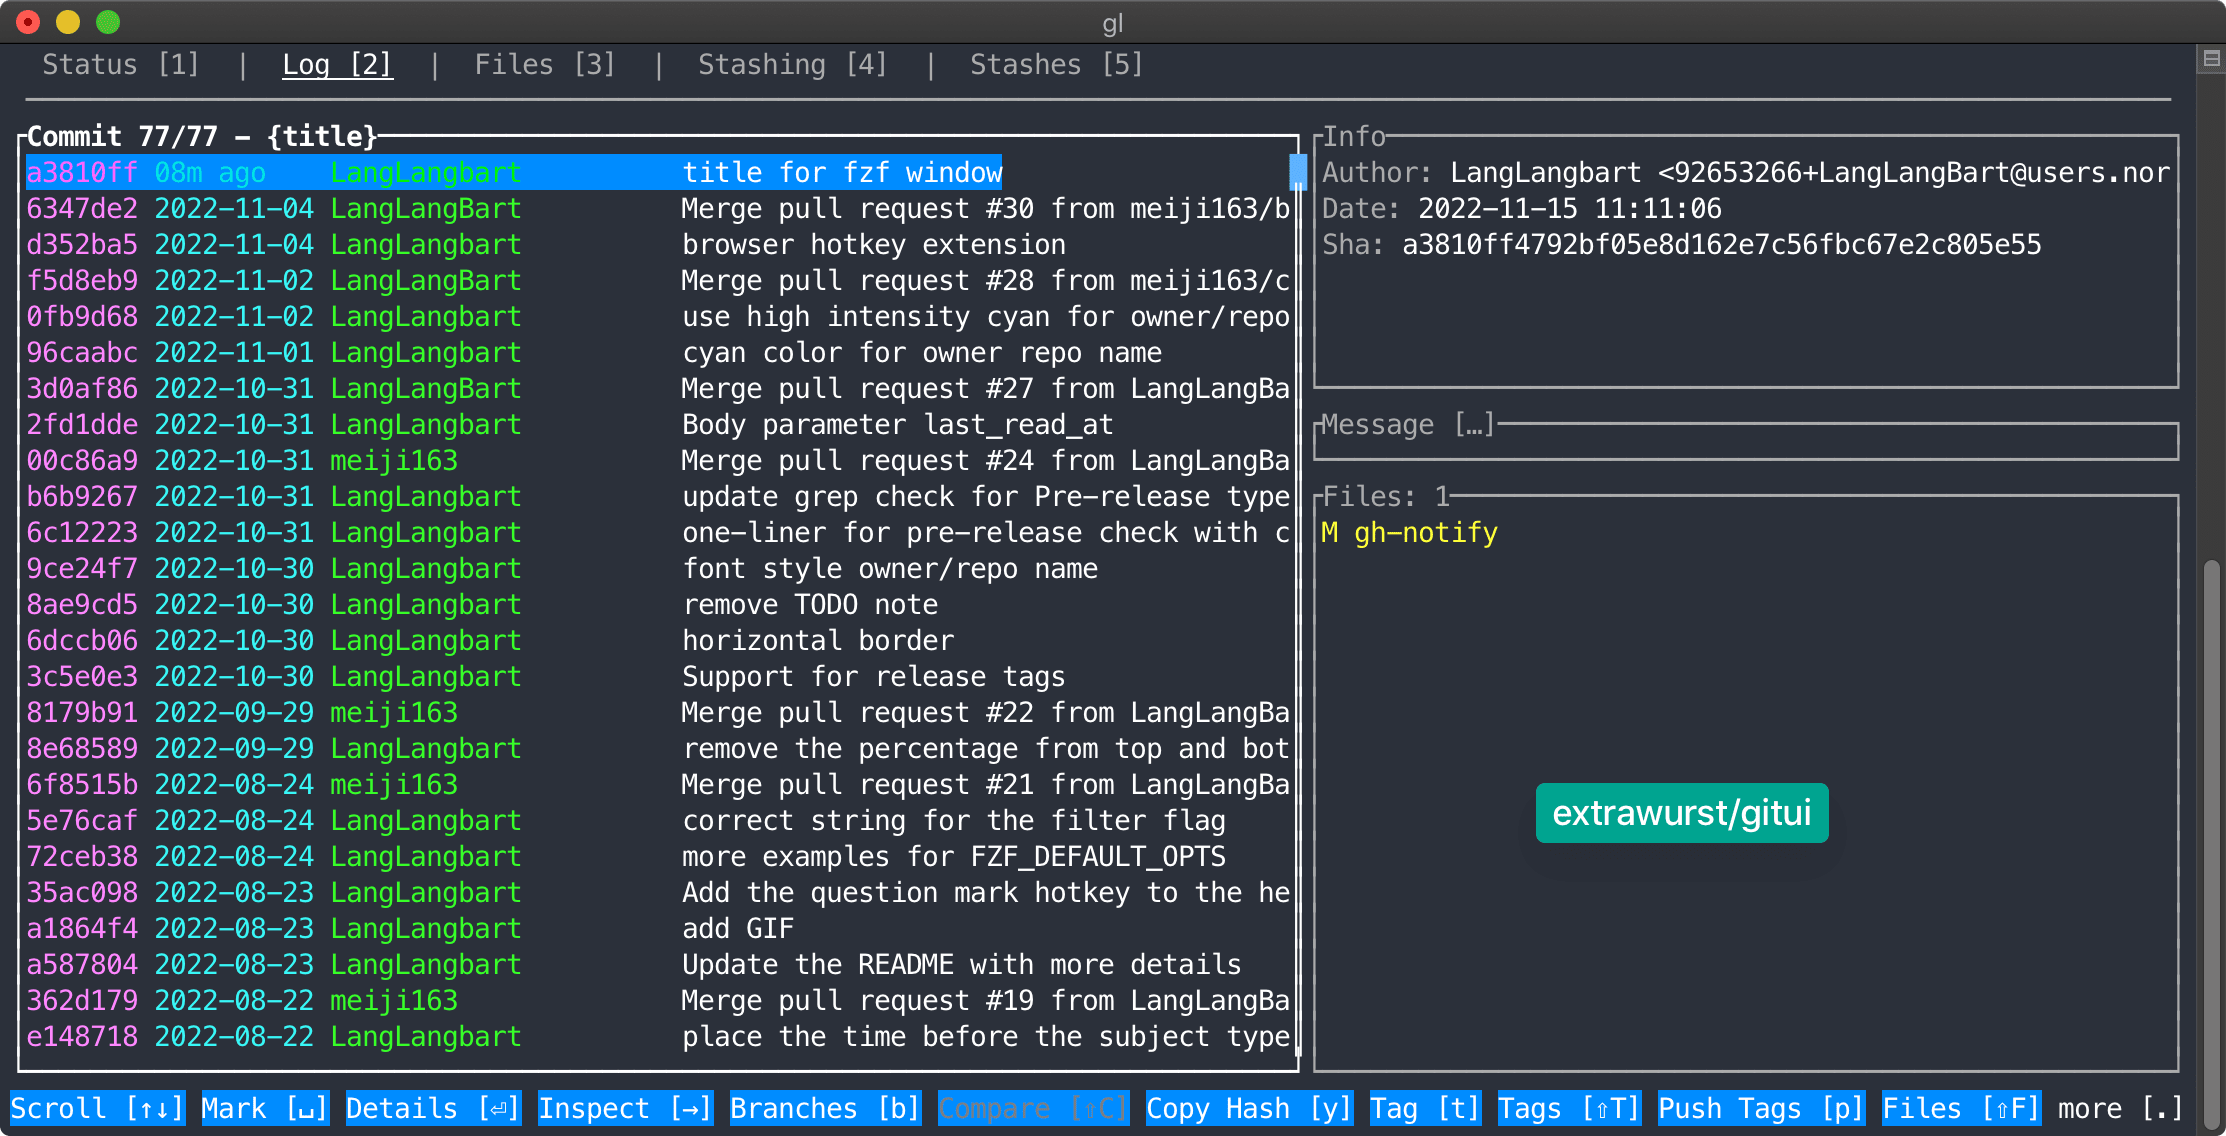 gl
Status [1] | Log [2] | Files [3] | Stashing [4] | Stashes [5]
Commit 77/77 - {title}
a3810ff 08m ago LangLangbart title for fzf window
6347de2 2022-11-04 LangLangBart Merge pull request #30 from meiji163/b
d352ba5 2022-11-04 LangLangbart browser hotkey extension
f5d8eb9 2022-11-02 LangLangBart Merge pull request #28 from meiji163/c
0fb9d68 2022-11-02 LangLangbart use high intensity cyan for owner/repo
96caabc 2022-11-01 LangLangbart cyan color for owner repo name
3d0af86 2022-10-31 LangLangBart Merge pull request #27 from LangLangBa
2fd1dde 2022-10-31 LangLangbart Body parameter last_read_at
00c86a9 2022-10-31 meiji163 Merge pull request #24 from LangLangBa
b6b9267 2022-10-31 LangLangbart update grep check for Pre-release type
6c12223 2022-10-31 LangLangbart one-liner for pre-release check with c
9ce24f7 2022-10-30 LangLangbart font style owner/repo name
8ae9cd5 2022-10-30 LangLangbart remove TODO note
6dccb06 2022-10-30 LangLangbart horizontal border
3c5e0e3 2022-10-30 LangLangbart Support for release tags
8179b91 2022-09-29 meiji163 Merge pull request #22 from LangLangBa
8e68589 2022-09-29 LangLangbart remove the percentage from top and bot
6f8515b 2022-08-24 meiji163 Merge pull request #21 from LangLangBa
5e76caf 2022-08-24 LangLangbart correct string for the filter flag
72ceb38 2022-08-24 LangLangbart more examples for FZF_DEFAULT_OPTS
35ac098 2022-08-23 LangLangbart Add the question mark hotkey to the he
a1864f4 2022-08-23 LangLangbart add GIF
a587804 2022-08-23 LangLangbart Update the README with more details
362d179 2022-08-22 meiji163 Merge pull request #19 from LangLangBa
e148718 2022-08-22 LangLangbart place the time before the subject type
Info
Author: LangLangbart <92653266+LangLangBart@users.nor
Date: 2022-11-15 11:11:06
Sha: a3810ff4792bf05e8d162e7c56fbc67e2c805e55
Message […]
Files: 1
M gh-notify
extrawurst/gitui
Scroll [↑↓] Mark [␣] Details [⏎] Inspect [→] Branches [b] Compare [⇧C] Copy Hash [y] Tag [t] Tags [⇧T] Push Tags [p] Files [⇧F] more [.]